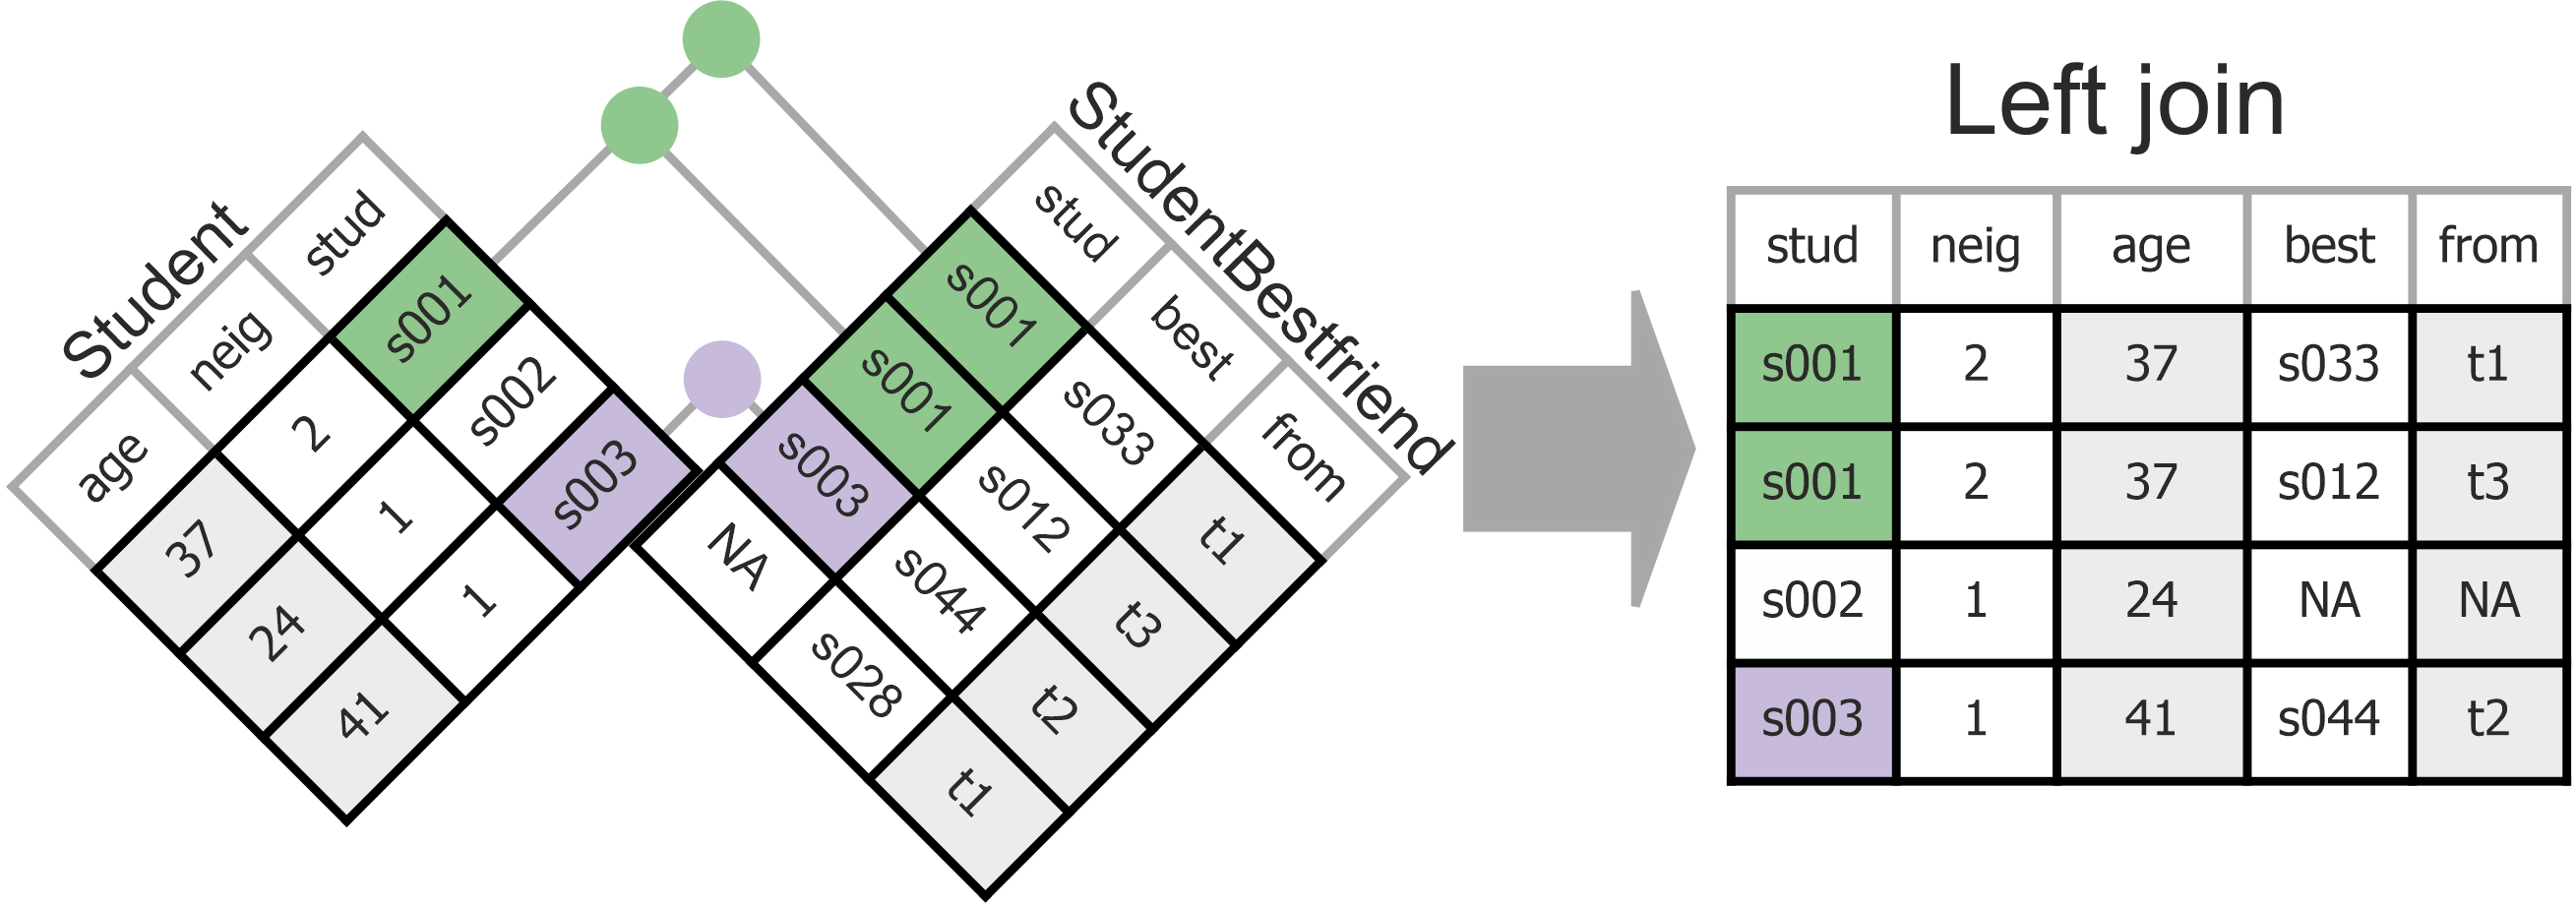 Student
stud neig age
s001 2 37
s002 1 24
s003 1 41
StudentBestfriend
stud best from
s001 s033 t1
s001 s012 t3
s003 s044 t2
NA s028 t1
Left join
stud neig age best from
s001 2 37 s033 t1
s001 2 37 s012 t3
s002 1 24 NA NA
s003 1 41 s044 t2